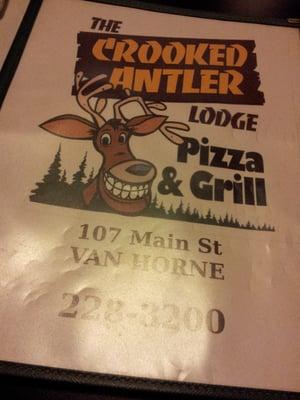 THE
CROOKED
ANTLER
LODGE
Pizza
& Grill
107 Main St
VAN HORNE
228-3200